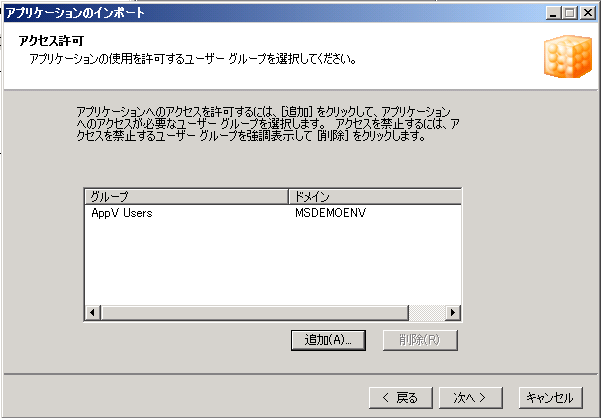 アプリケーションのインポート
アクセス許可
アプリケーションの使用を許可するユーザー グループを選択してください。
アプリケーションへのアクセスを許可するには、[追加] をクリックして、アプリケーション
へのアクセスが必要なユーザー グループを選択します。 アクセスを禁止するには、ア
クセスを禁止するユーザー グループを強調表示して [削除] をクリックします。
グループ ドメイン
AppV Users MSDEMOENV
追加(A)... 削除(R)
< 戻る 次へ > キャンセル